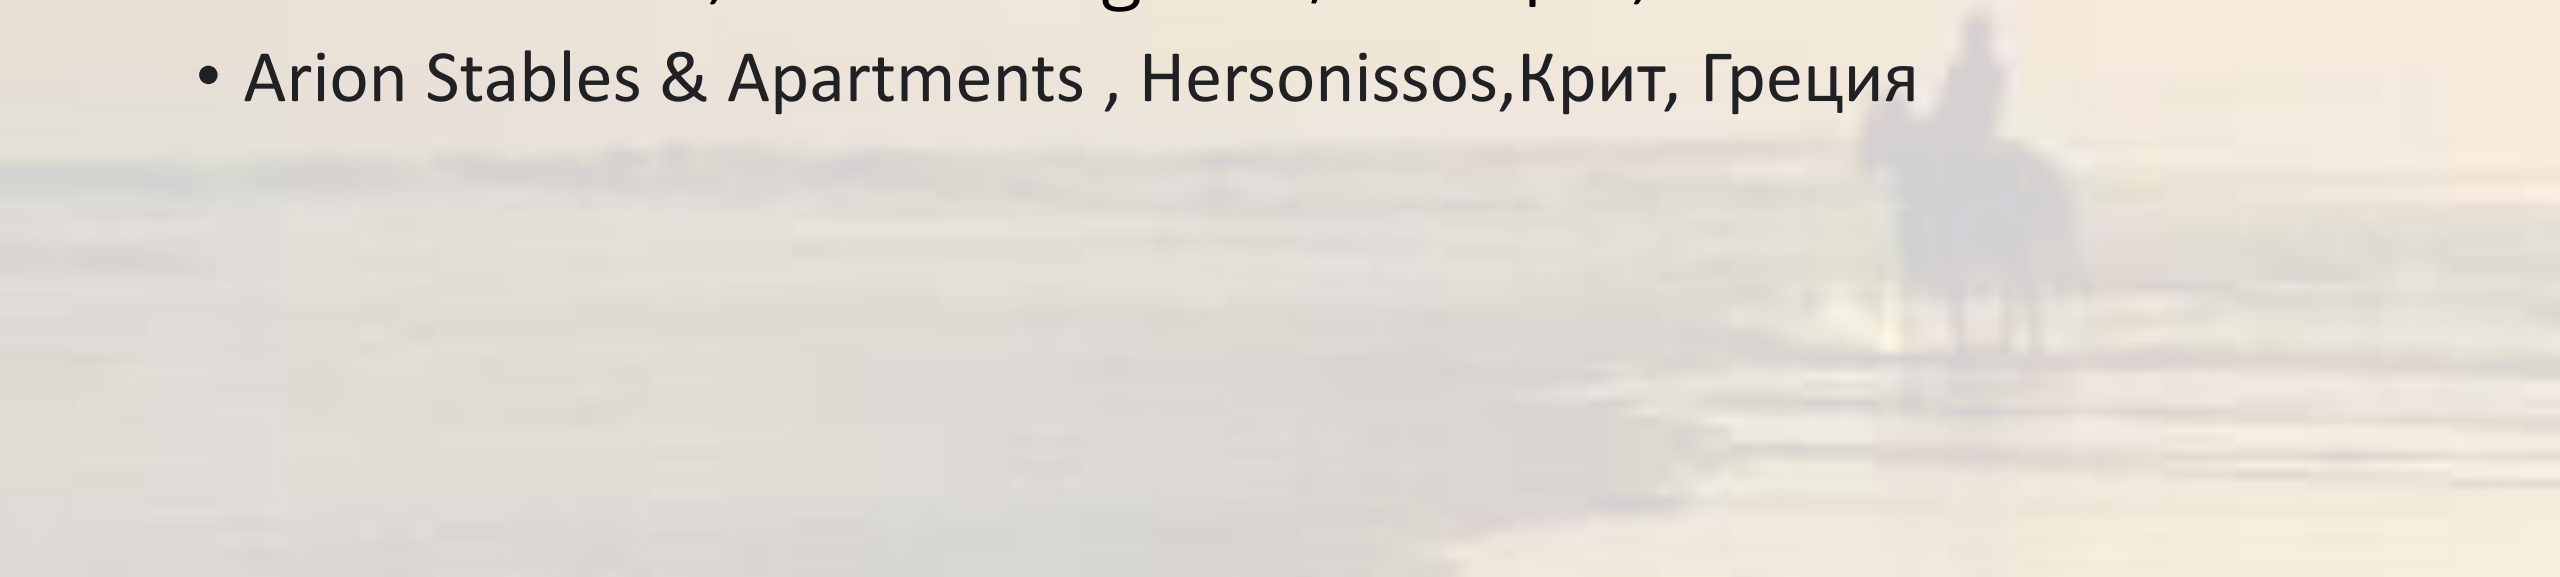 • Arion Stables & Apartments , Hersonissos,Крит, Греция